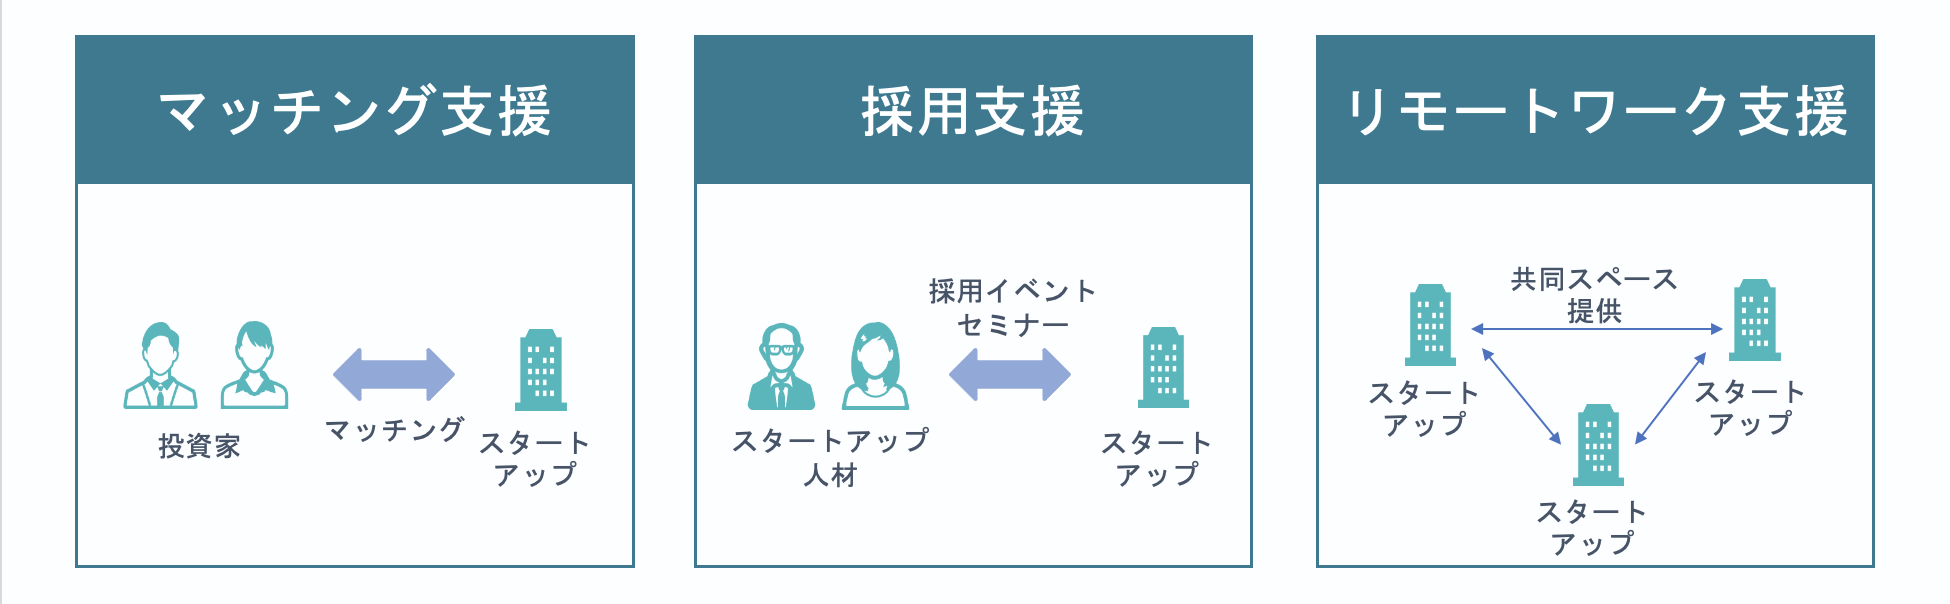 マッチング支援
投資家
マッチング
スタート
アップ
採用支援
採用イベント
セミナー
スタートアップ
人材
スタート
アップ
リモートワーク支援
共同スペース
提供
スタート
アップ
スタート
アップ
スタート
アップ